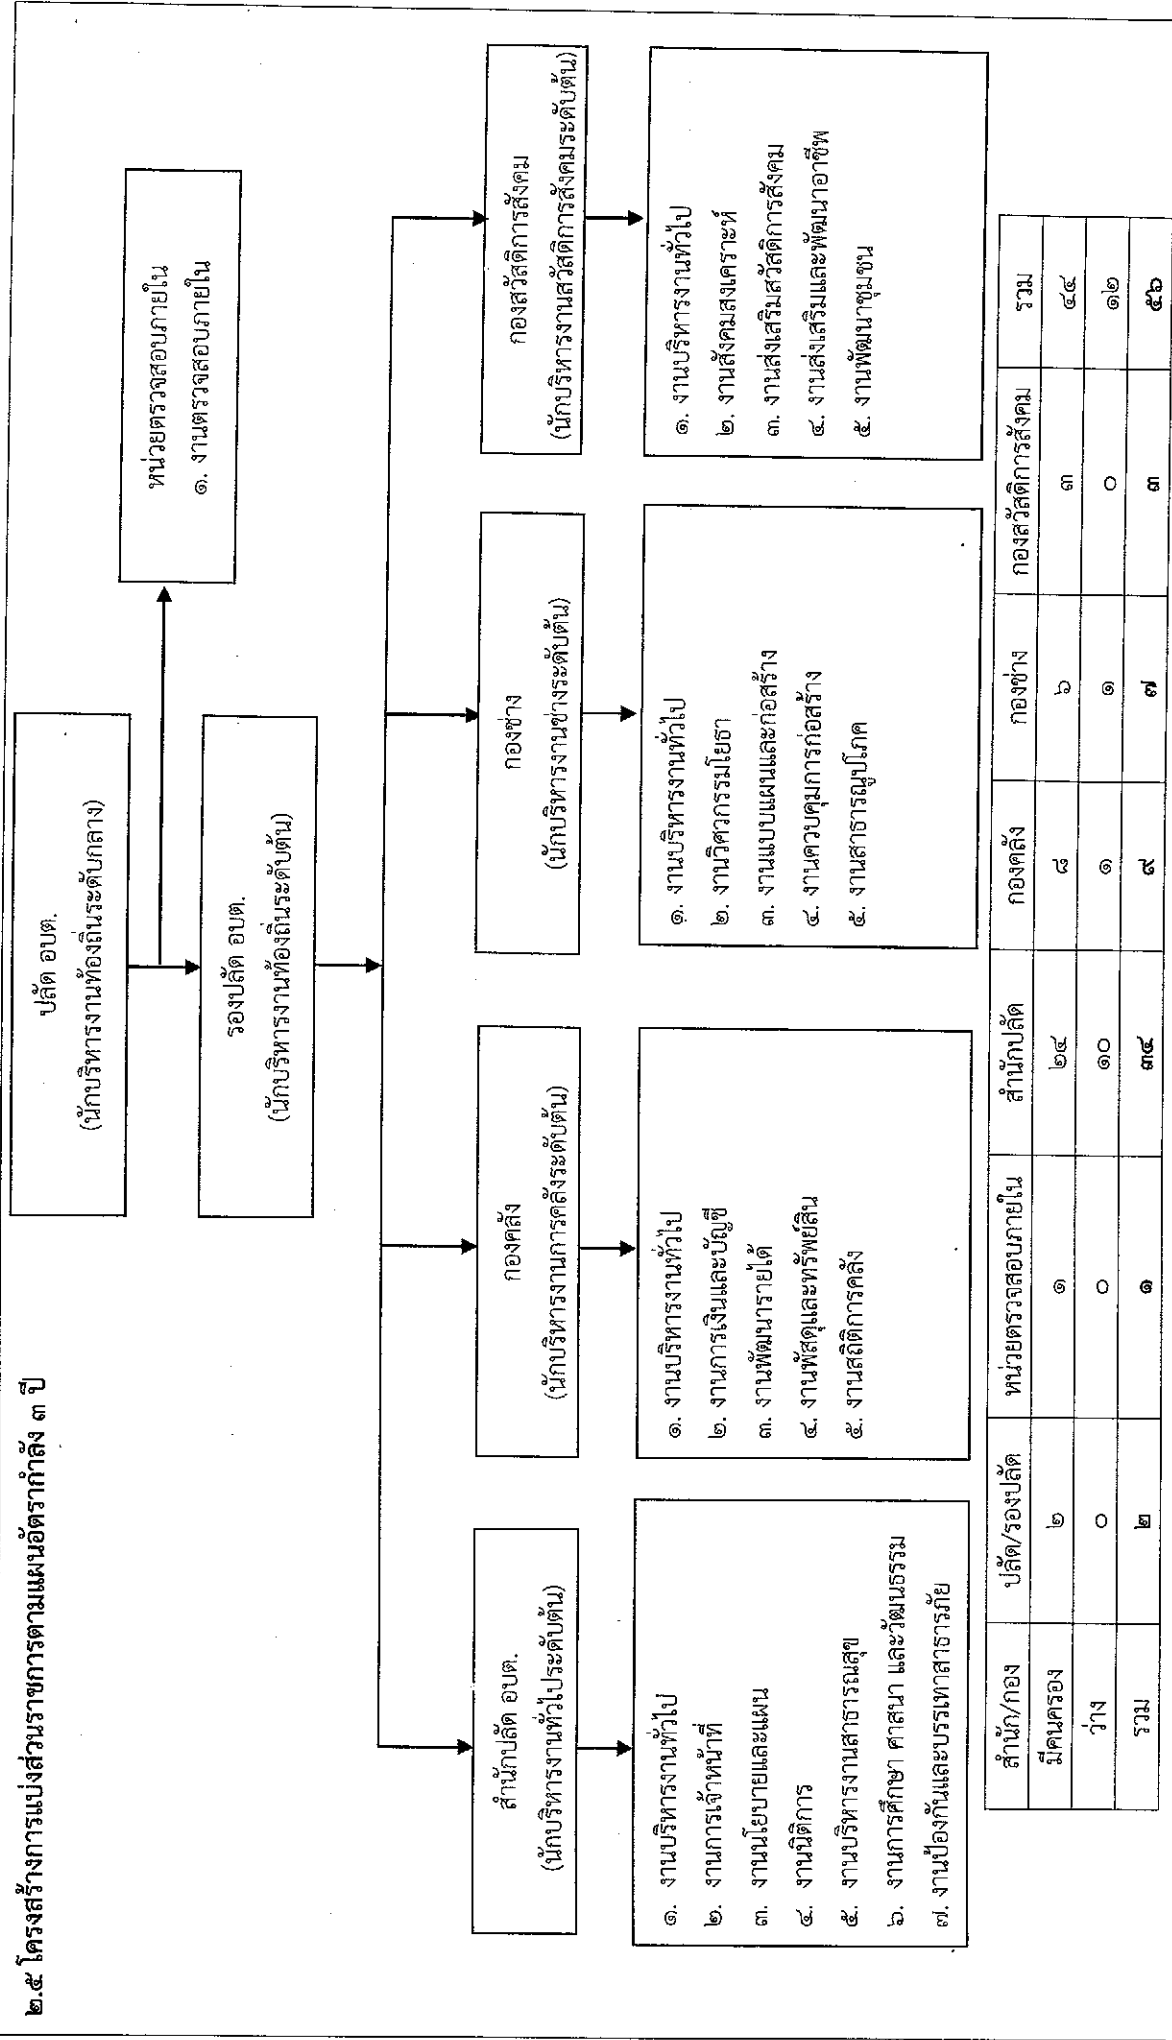 ๒.๕ โครงสร้างการแบ่งส่วนราชการตามแผนอัตรากำลัง ๓ ปี
ปลัด อบต.
(นักบริหารงานท้องถิ่นระดับกลาง)
หน่วยตรวจสอบภายใน
๑. งานตรวจสอบภายใน
รองปลัด อบต.
(นักบริหารงานท้องถิ่นระดับต้น)
สำนักปลัด อบต.
(นักบริหารงานทั่วไประดับต้น)
๑. งานบริหารงานทั่วไป
๒. งานการเจ้าหน้าที่
๓. งานนโยบายและแผน
๔. งานนิติการ
๕. งานบริหารงานสาธารณสุข
๖. งานการศึกษา ศาสนา และวัฒนธรรม
๗. งานป้องกันและบรรเทาสาธารภัย
กองคลัง
(นักบริหารงานการคลังระดับต้น)
๑. งานบริหารงานทั่วไป
๒. งานการเงินและบัญชี
๓. งานพัฒนารายได้
๔. งานพัสดุและทรัพย์สิน
๕. งานสถิติการคลัง
กองช่าง
(นักบริหารงานช่างระดับต้น)
๑. งานบริหารงานทั่วไป
๒. งานวิศวกรรมโยธา
๓. งานแบบแผนและก่อสร้าง
๔. งานควบคุมการก่อสร้าง
๕. งานสาธารณูปโภค
กองสวัสดิการสังคม
(นักบริหารงานสวัสดิการสังคมระดับต้น)
๑. งานบริหารงานทั่วไป
๒. งานสังคมสงเคราะห์
๓. งานส่งเสริมสวัสดิการสังคม
๔. งานส่งเสริมและพัฒนาอาชีพ
๕. งานพัฒนาชุมชน
สำนัก/กอง ปลัด/รองปลัด หน่วยตรวจสอบภายใน สำนักปลัด กองคลัง กองช่าง กองสวัสดิการสังคม รวม
มีคนครอง ๒ ๑ ๒๔ ๘ ๖ ๓ ๔๔
ว่าง ๐ ๐ ๑๐ ๑ ๑ ๐ ๑๒
รวม ๒ ๑ ๓๔ ๙ ๗ ๓ ๕๖